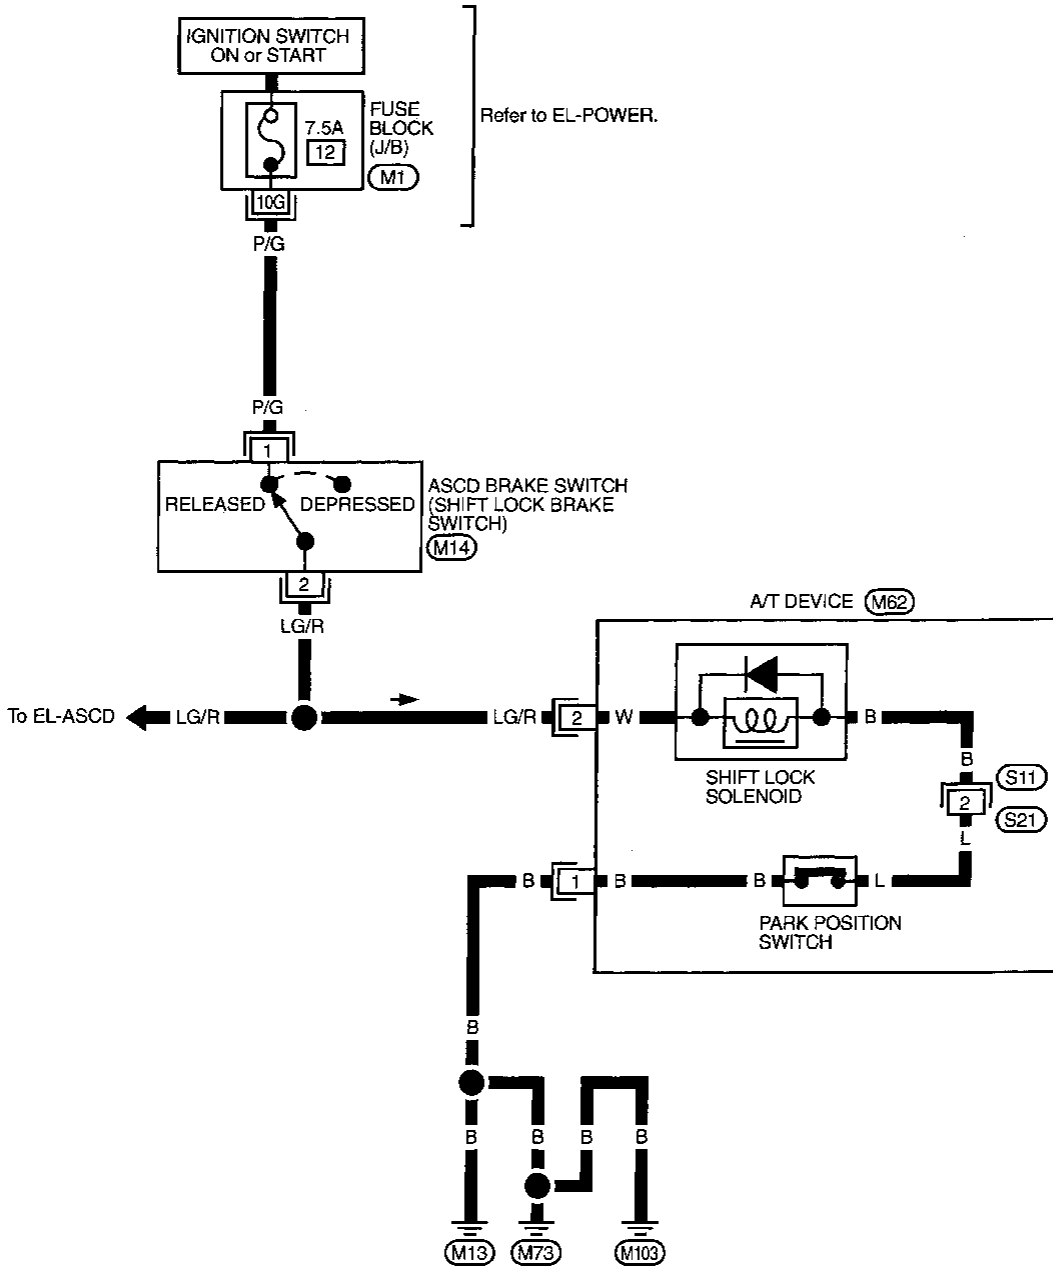 IGNITION SWITCH
ON or START
FUSE
BLOCK
(J/B)
7.5A
12
M1
10G
Refer to EL-POWER.
P/G
P/G
1
RELEASED
DEPRESSED
ASCD BRAKE SWITCH
(SHIFT LOCK BRAKE
SWITCH)
M14
2
LG/R
A/T DEVICE
M62
To EL-ASCD
LG/R
LG/R
2
W
B
SHIFT LOCK
SOLENOID
B
S11
2
S21
L
B
1
B
B
L
PARK POSITION
SWITCH
B
B
B
B
B
M13
M73
M103